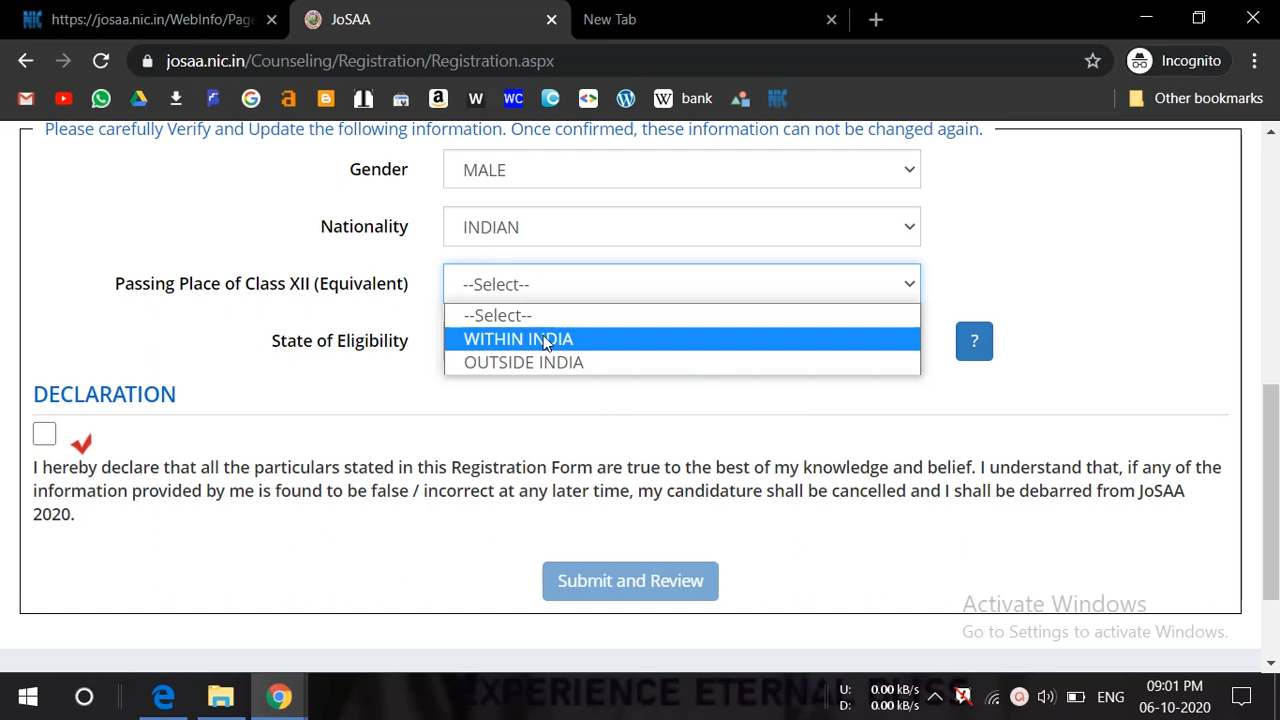 https://josaa.nic.in/WebInfo/Page
JoSAA
New Tab
josaa.nic.in/Counseling/Registration/Registration.aspx
Incognito
bank
Other bookmarks
Please carefully Verify and Update the following information. Once confirmed, these information can not be changed again.
Gender
MALE
Nationality
INDIAN
Passing Place of Class XII (Equivalent)
--Select--
--Select--
WITHIN INDIA
OUTSIDE INDIA
State of Eligibility
?
DECLARATION
I hereby declare that all the particulars stated in this Registration Form are true to the best of my knowledge and belief. I understand that, if any of the
information provided by me is found to be false / incorrect at any later time, my candidature shall be cancelled and I shall be debarred from JoSAA
2020.
Submit and Review
Activate Windows
Go to Settings to activate Windows.
U: 0.00 kB/s
D: 0.00 kB/s
ENG
09:01 PM
06-10-2020